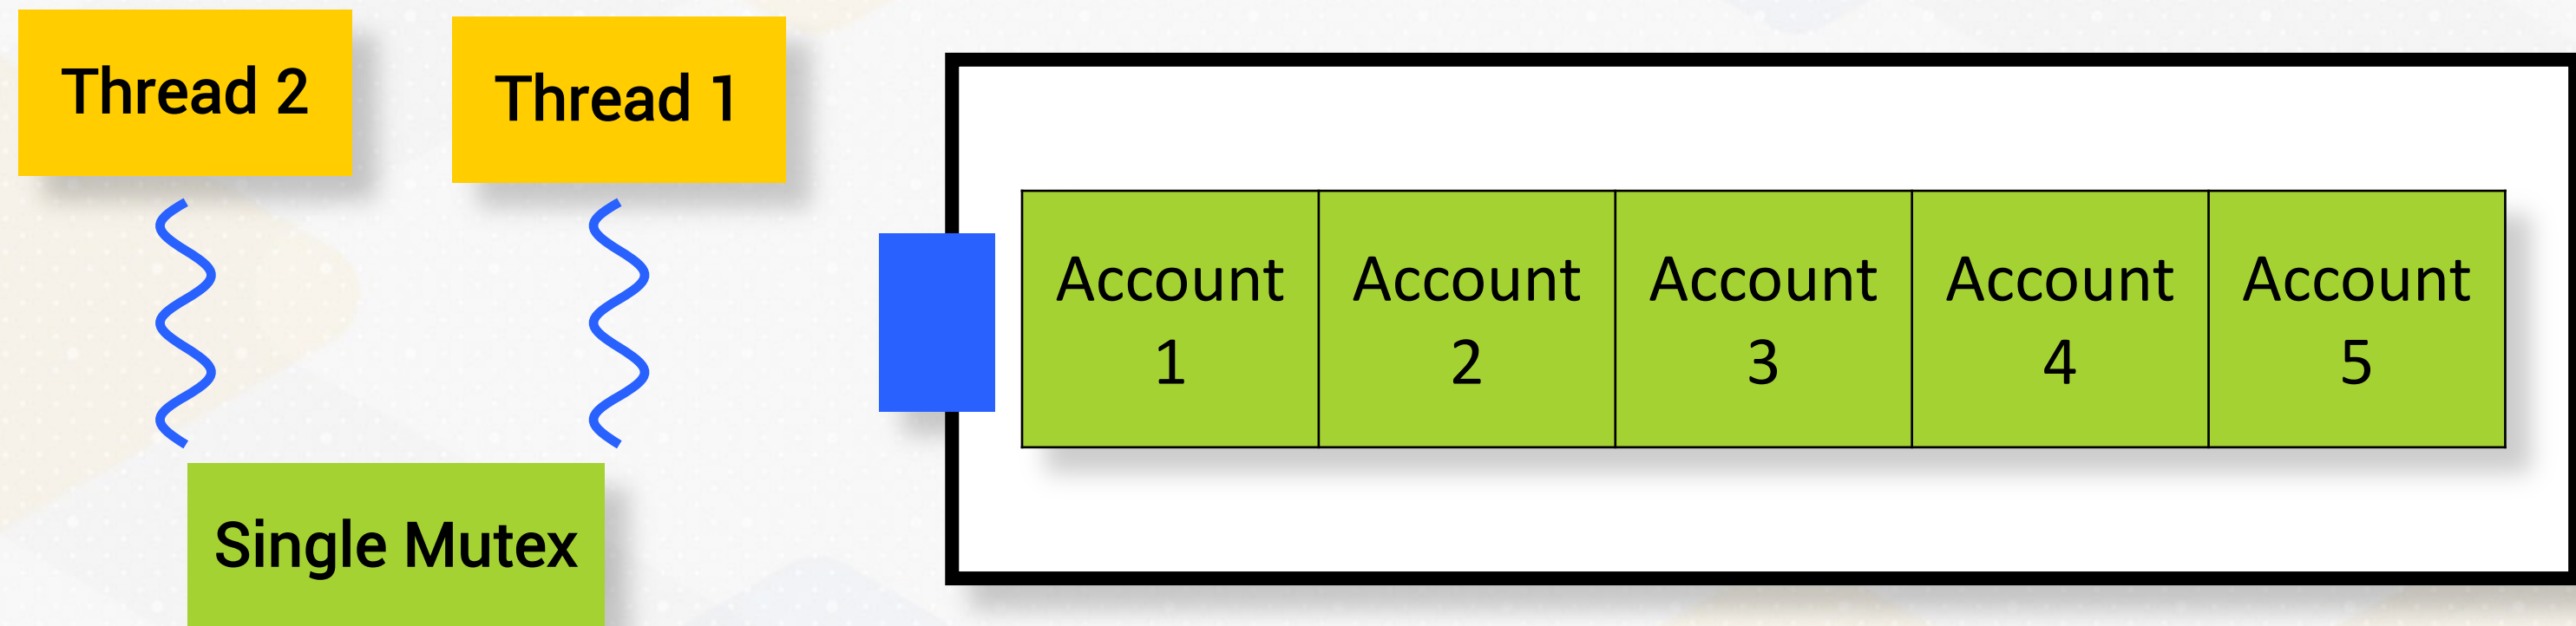 Thread 2
Thread 1
Single Mutex
Account
1
Account
2
Account
3
Account
4
Account
5